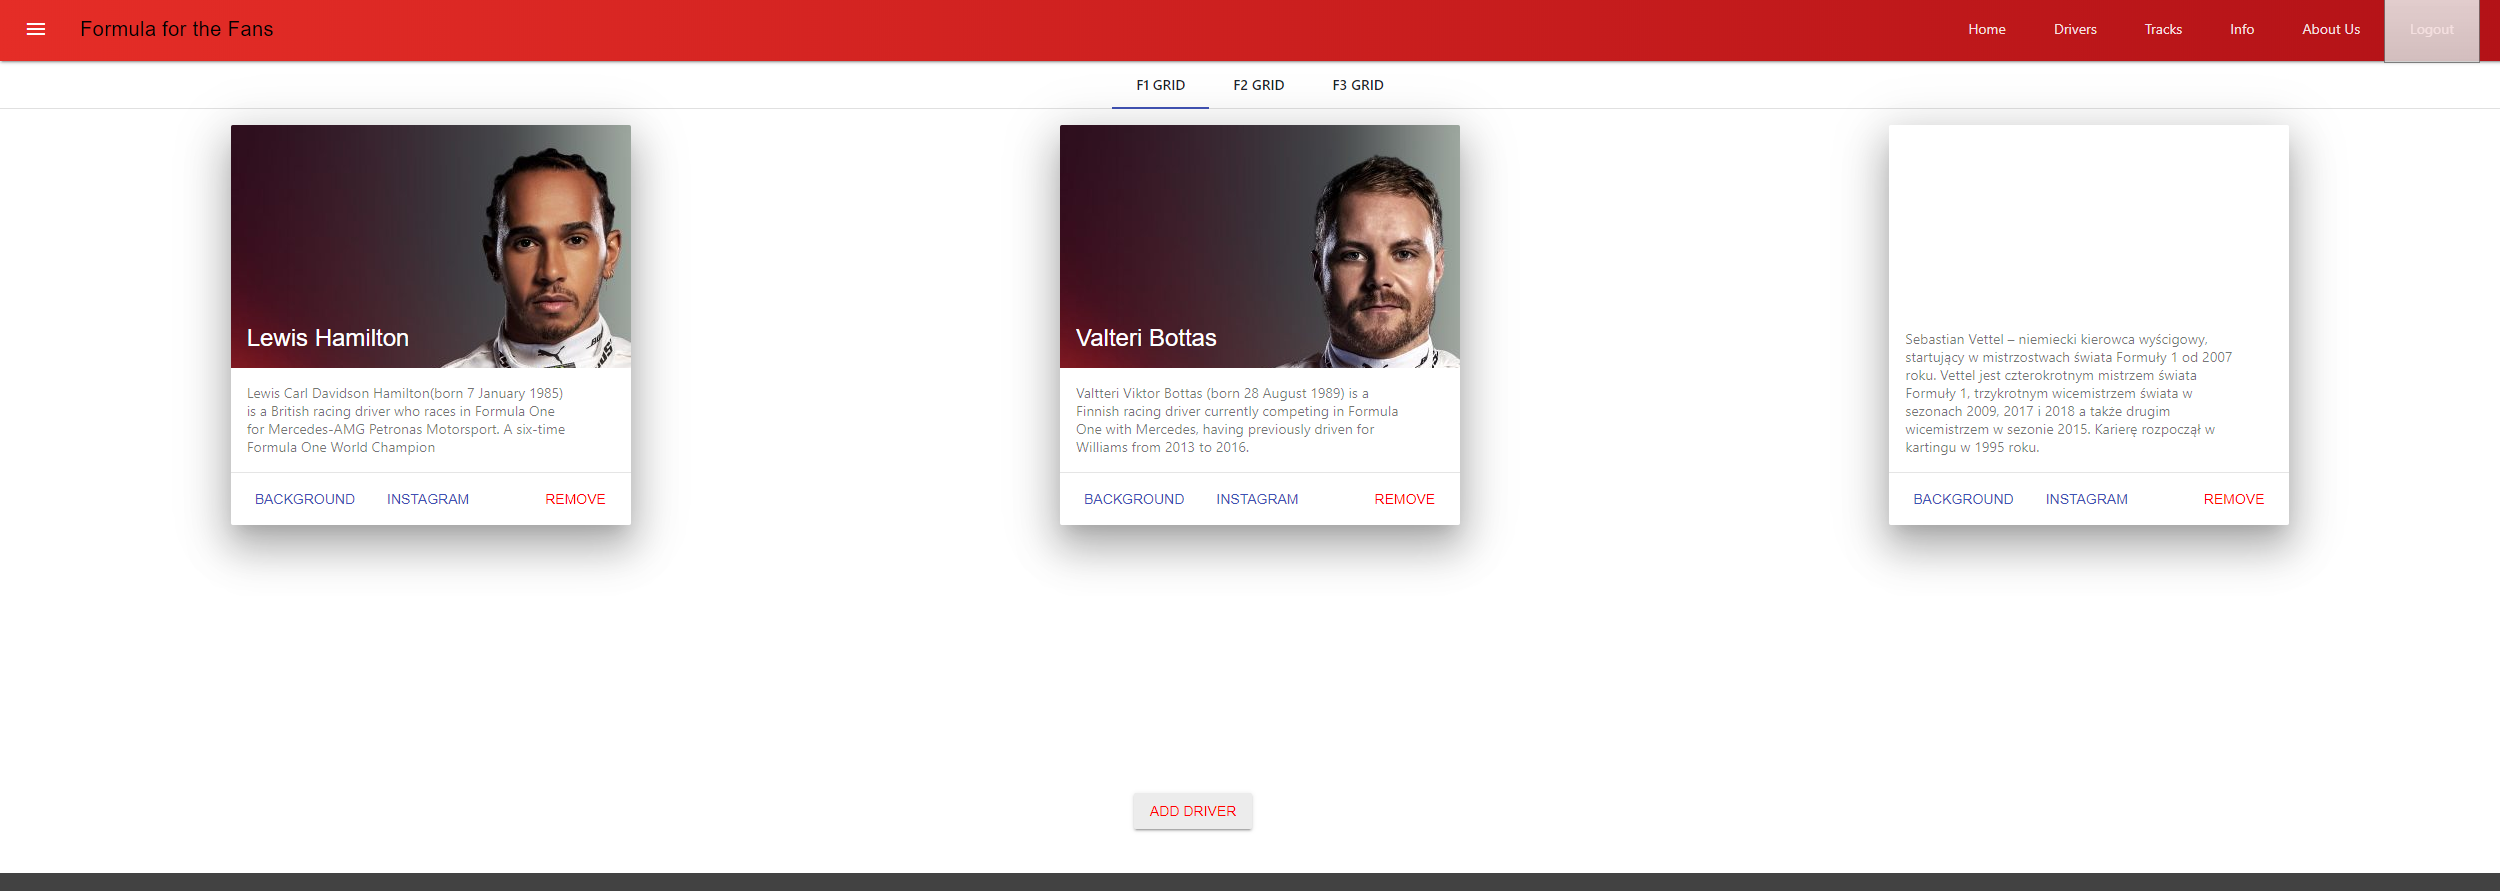 Formula for the Fans
Home Drivers Tracks Info About Us Logout
F1 GRID F2 GRID F3 GRID
Lewis Hamilton
Lewis Carl Davidson Hamilton(born 7 January 1985)
is a British racing driver who races in Formula One
for Mercedes-AMG Petronas Motorsport. A six-time
Formula One World Champion
BACKGROUND INSTAGRAM REMOVE
Valteri Bottas
Valtteri Viktor Bottas (born 28 August 1989) is a
Finnish racing driver currently competing in Formula
One with Mercedes, having previously driven for
Williams from 2013 to 2016.
BACKGROUND INSTAGRAM REMOVE
Sebastian Vettel – niemiecki kierowca wyścigowy,
startujący w mistrzostwach świata Formuły 1 od 2007
roku. Vettel jest czterokrotnym mistrzem świata
Formuły 1, trzykrotnym wicemistrzem świata w
sezonach 2009, 2017 i 2018 a także drugim
wicemistrzem w sezonie 2015. Karierę rozpoczął w
kartingu w 1995 roku.
BACKGROUND INSTAGRAM REMOVE
ADD DRIVER